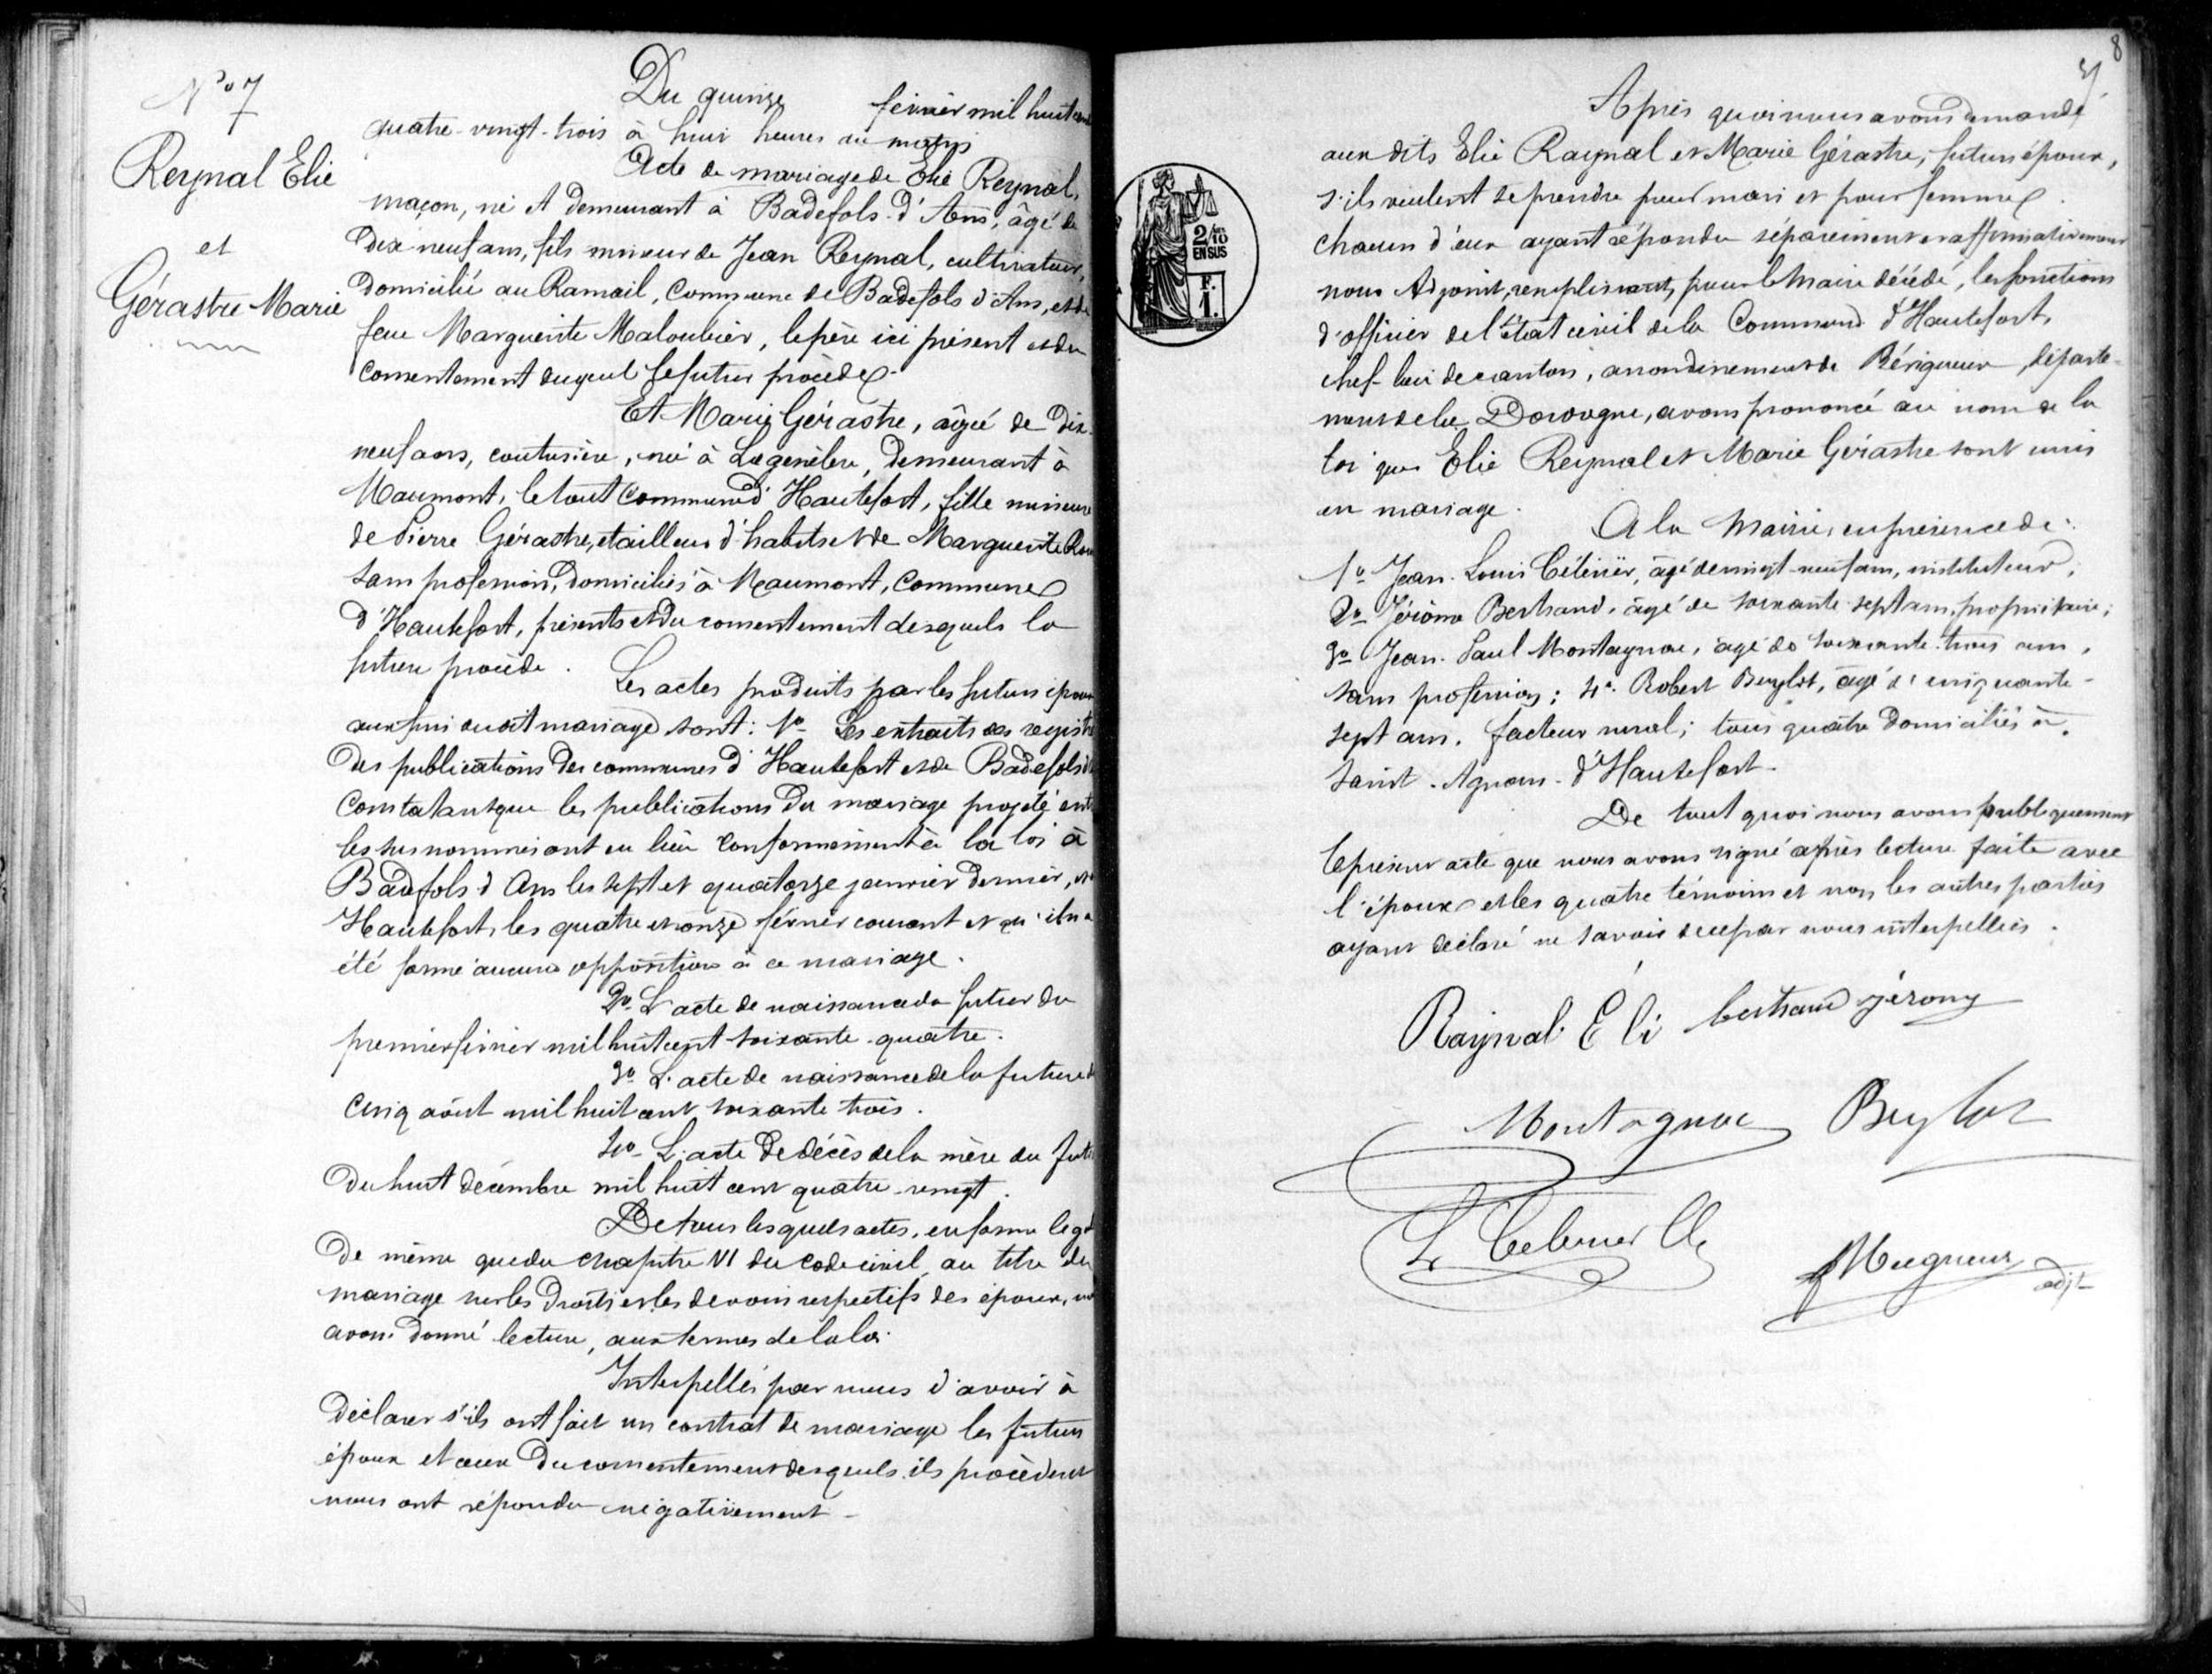 N° 7
Reynal Elie
et
Gérastre Marie
Du quinze février mil huit cent
quatre-vingt-trois à huit heures du matin
Acte de mariage de Elie Reynal,
maçon, né et demeurant à Badefols-d'Ans, âgé de
dix-neuf ans, fils mineur de Jean Reynal, cultivateur,
domicilié au Ramail, commune de Badefols d'Ans, et de
feue Marguerite Maloubier, le père ici présent et du
consentement duquel le futur procède.
Et Marie Gérastre, âgée de dix-
neuf ans, couturière, née à Lagenèbre, demeurant à
Maumont, le tout commune d'Hautefort, fille mineure
de Pierre Gérastre, tailleur d'habits et de Marguerite
sans profession, domiciliés à Maumont, commune
d'Hautefort, présents et du consentement desquels la
future procède.
Les actes produits par les futurs époux
aux fins dudit mariage sont: 1° Les extraits des registres
des publications des communes d'Hautefort et de Badefols d'
constatant que les publications du mariage projeté entre
les susnommés ont eu lieu conformément à la loi à
Badefols d'Ans les sept et quatorze janvier dernier, et
Hautefort, les quatre et onze février courant et qu'il n'a
été formé aucune opposition à ce mariage.
2° L'acte de naissance du futur du
premier février mil huit cent soixante-quatre.
3° L'acte de naissance de la future du
cinq août mil huit cent soixante trois.
4° L'acte de décès de la mère du futur
du huit décembre mil huit cent quatre-vingt.
De tous lesquels actes, en forme légale
de même que du chapitre VI du code civil, au titre du
mariage sur les droits et les devoirs respectifs des époux, nous
avons donné lecture, aux termes de la loi.
Interpellés par nous d'avoir à
déclarer s'ils ont fait un contrat de mariage les futurs
époux et ceux du consentement desquels ils procèdent
nous ont répondu négativement.
8
Après quoi nous avons demandé
aux dits Elie Raynal et Marie Gérastre, futurs époux,
s'ils veulent se prendre pour mari et pour femme
chacun d'eux ayant répondu séparément et affirmativement
nous Adjoint, remplissant, pour le Maire décédé, les fonctions
d'officier de l'état civil de la Commune d'Hautefort,
chef-lieu de canton, arrondissement de Périgueux, départe-
ment de la Dordogne, avons prononcé au nom de la
loi que Elie Reynal et Marie Gérastre sont unis
en mariage.
A la Mairie, en présence de:
1° Jean-Louis Célérier, âgé de vingt-neuf ans, instituteur;
2° Jérôme Bertrand, âgé de soixante-sept ans, propriétaire;
3° Jean-Paul Montagnac, âgé de soixante-trois ans,
sans profession; 4° Robert Beylot, âgé de cinquante-
sept ans, facteur rural; tous quatre domiciliés à
Saint-Agnan-d'Hautefort.
De tout quoi nous avons publiquement
le présent acte que nous avons signé après lecture faite avec
l'époux et les quatre témoins et non les autres parties
ayant déclaré ne savoir de ce par nous interpellées.
Raynal Éli bertrand jéromy
Montagnac Beylot
L. Celerier
Mugneur
adj
2/10
EN SUS
F.
1.